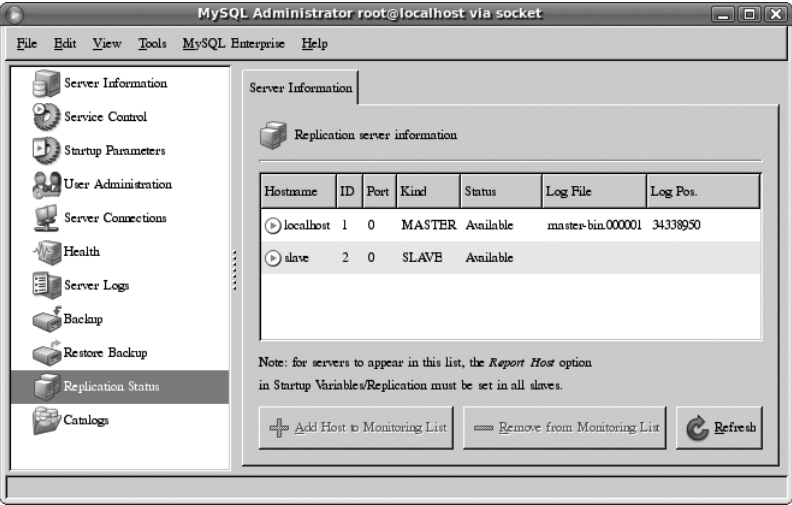 MySQL Administrator root@localhost via socket
File Edit View Tools MySQL Enterprise Help
Server Information
Service Control
Startup Parameters
User Administration
Server Connections
Health
Server Logs
Backup
Restore Backup
Replication Status
Catalogs
Server Information
Replication server information
Hostname ID Port Kind Status Log File Log Pos.
localhost 1 0 MASTER Available master-bin.000001 34338950
slave 2 0 SLAVE Available
Note: for servers to appear in this list, the Report Host option
in Startup Variables/Replication must be set in all slaves.
Add Host to Monitoring List Remove from Monitoring List Refresh